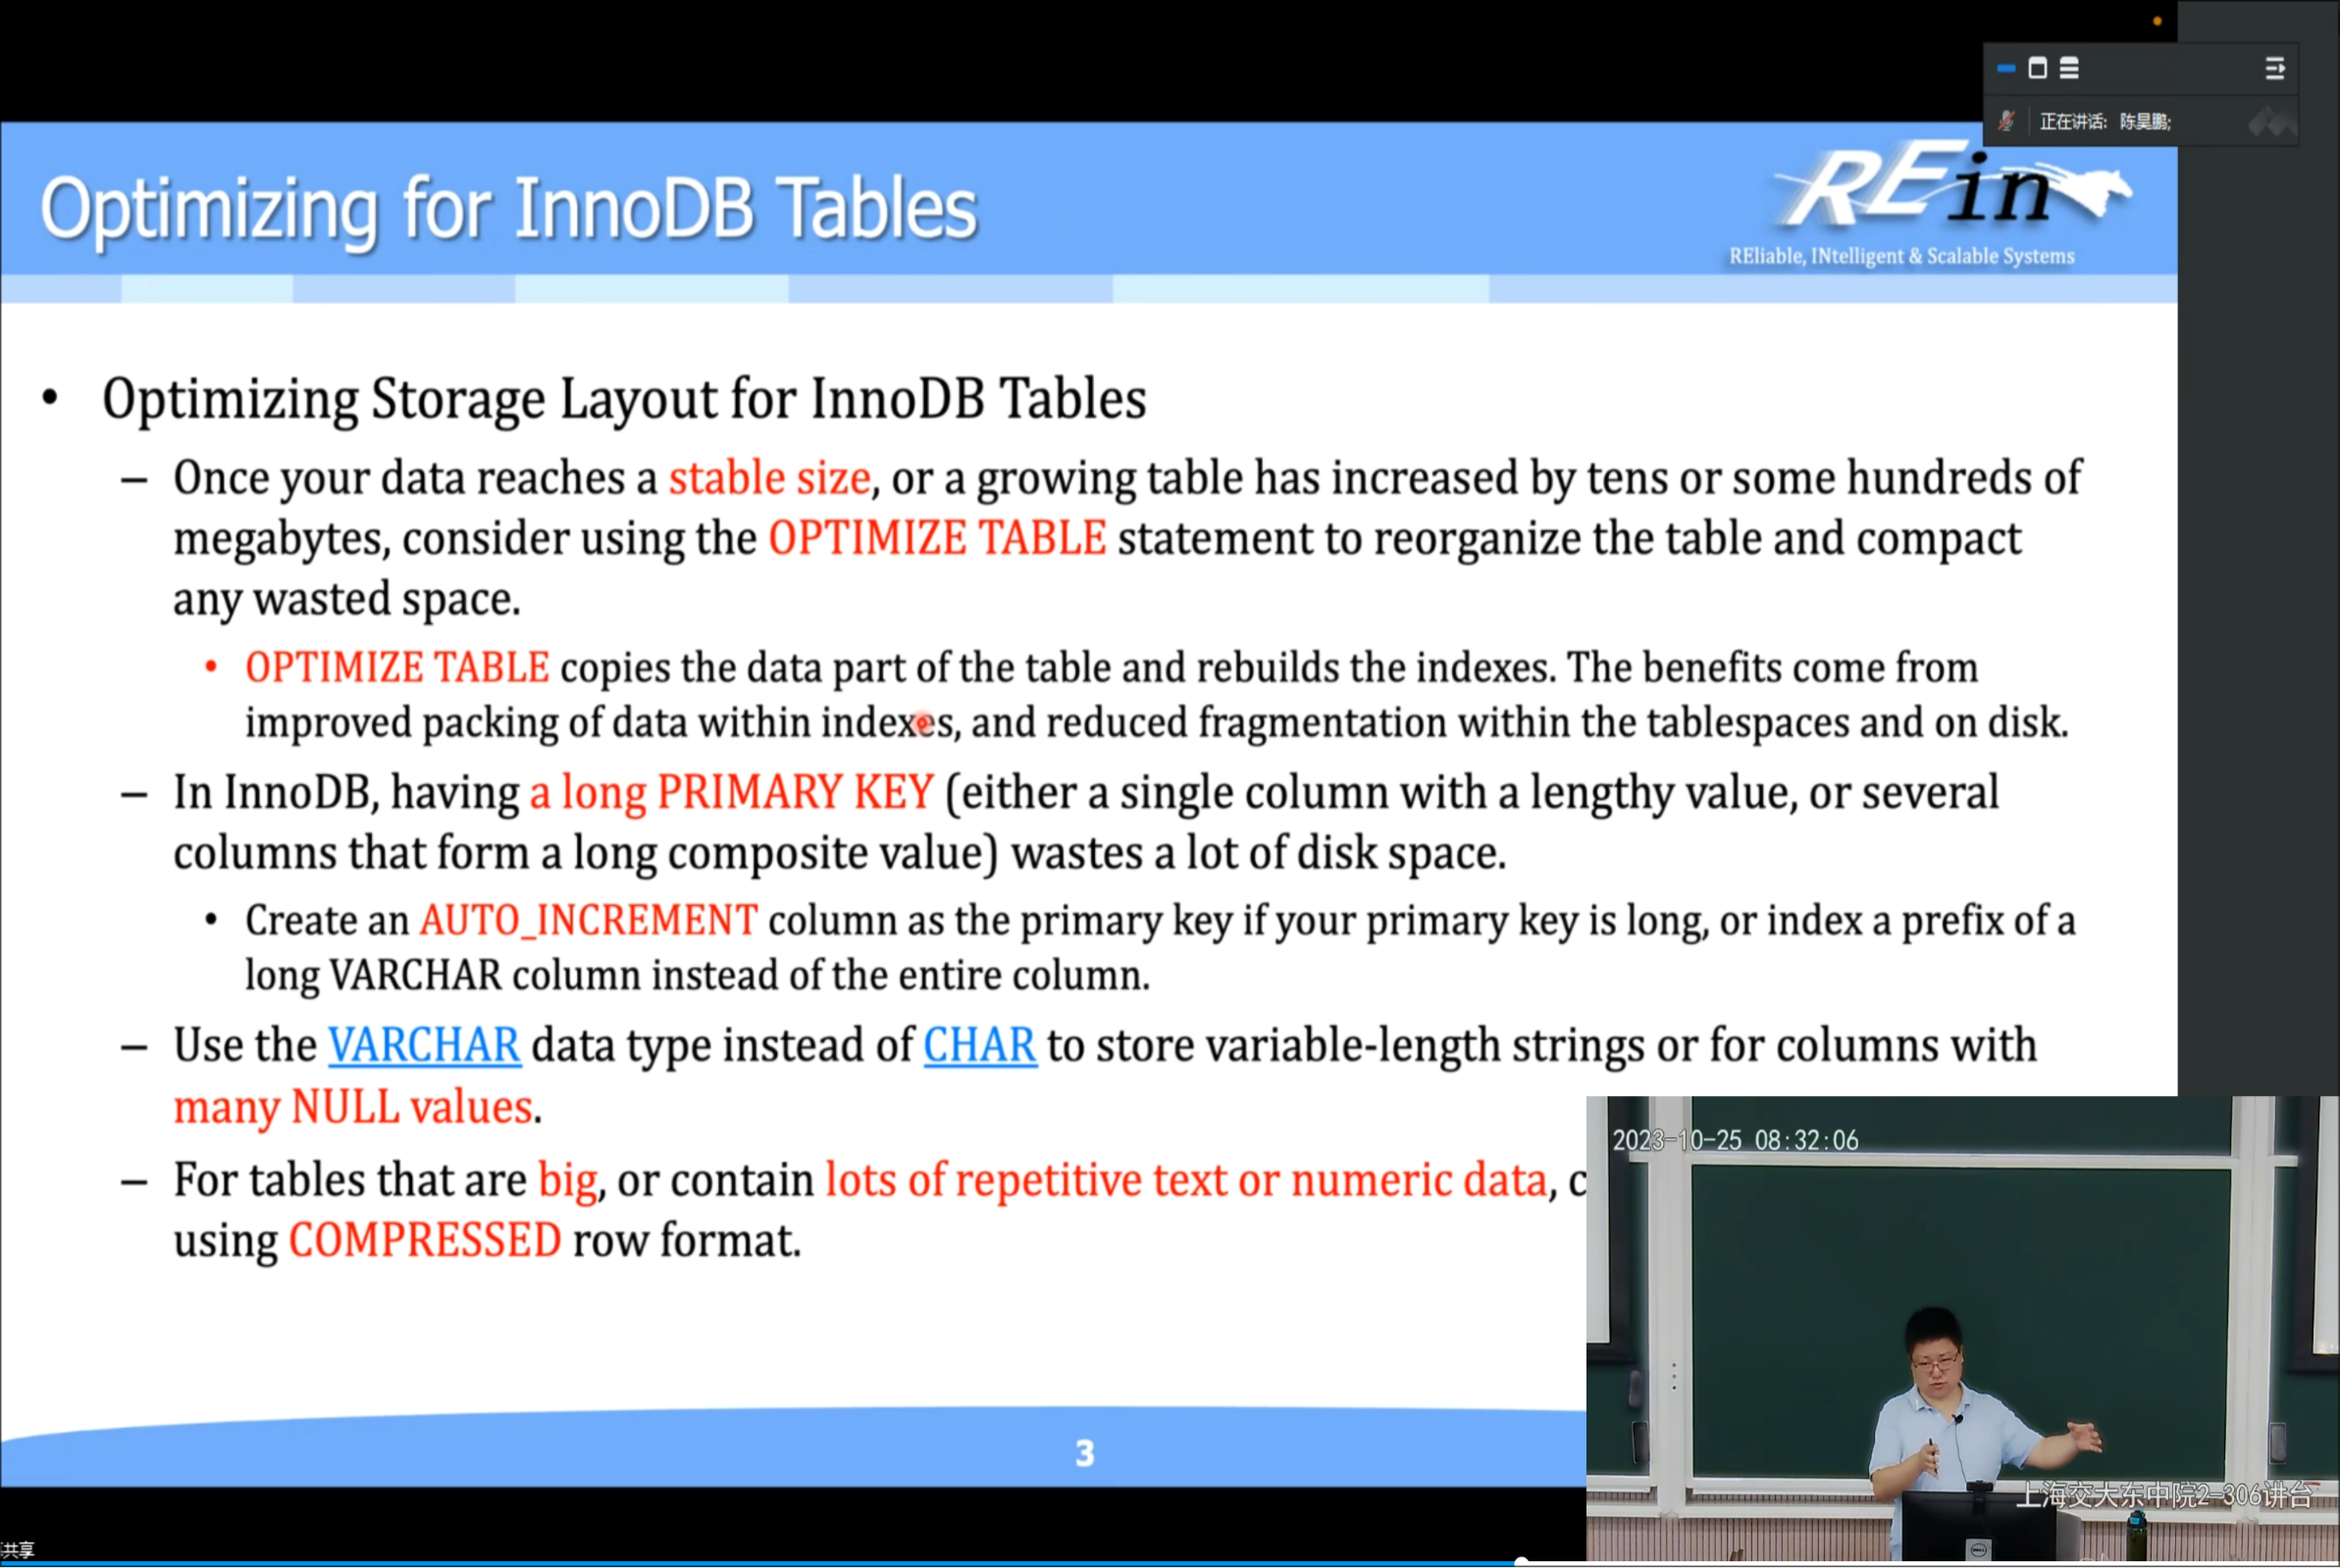 正在讲话: 陈昊鹏;
Optimizing for InnoDB Tables
REin
REliable, INtelligent & Scalable Systems
• Optimizing Storage Layout for InnoDB Tables
– Once your data reaches a stable size, or a growing table has increased by tens or some hundreds of
megabytes, consider using the OPTIMIZE TABLE statement to reorganize the table and compact
any wasted space.
• OPTIMIZE TABLE copies the data part of the table and rebuilds the indexes. The benefits come from
improved packing of data within indexes, and reduced fragmentation within the tablespaces and on disk.
– In InnoDB, having a long PRIMARY KEY (either a single column with a lengthy value, or several
columns that form a long composite value) wastes a lot of disk space.
• Create an AUTO_INCREMENT column as the primary key if your primary key is long, or index a prefix of a
long VARCHAR column instead of the entire column.
– Use the VARCHAR data type instead of CHAR to store variable-length strings or for columns with
many NULL values.
– For tables that are big, or contain lots of repetitive text or numeric data, c
using COMPRESSED row format.
3
2023-10-25 08:32:06
上海交大东中院2-306讲台
DELL
共享